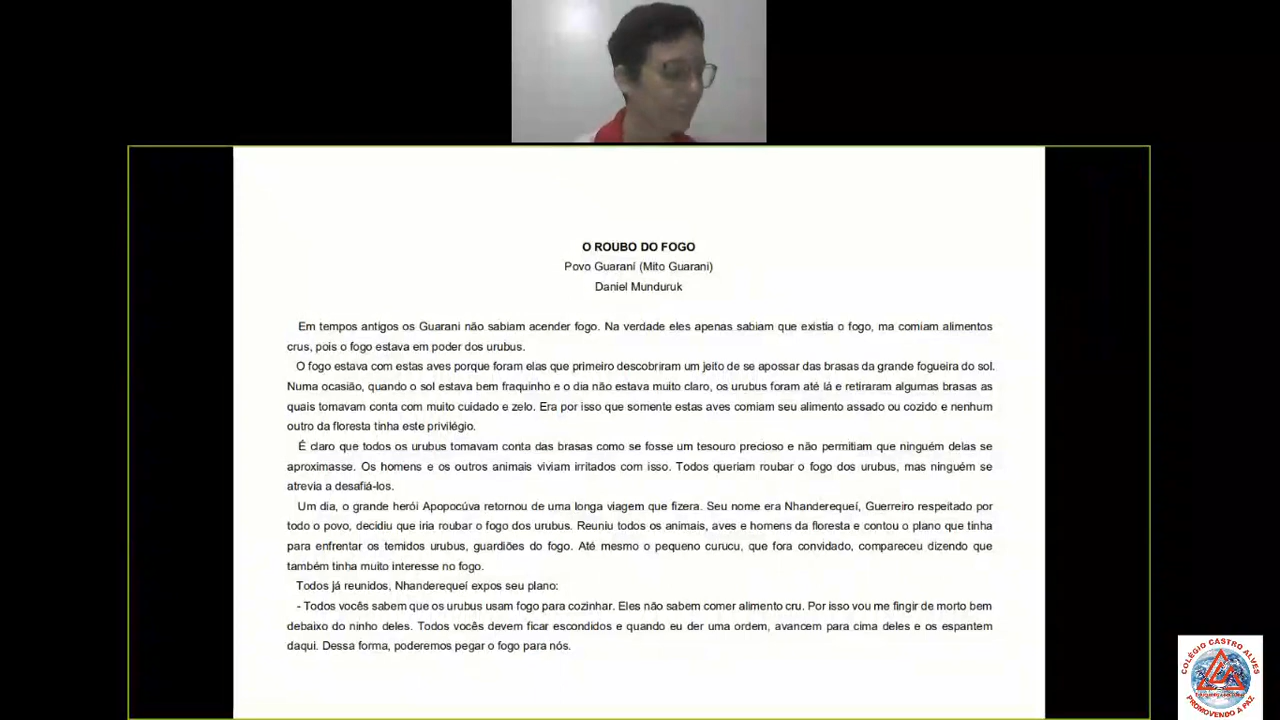 O ROUBO DO FOGO
Povo Guaraní (Mito Guarani)
Daniel Munduruk
Em tempos antigos os Guarani não sabiam acender fogo. Na verdade eles apenas sabiam que existia o fogo, ma comiam alimentos
crus, pois o fogo estava em poder dos urubus.
O fogo estava com estas aves porque foram elas que primeiro descobriram um jeito de se apossar das brasas da grande fogueira do sol.
Numa ocasião, quando o sol estava bem fraquinho e o dia não estava muito claro, os urubus foram até lá e retiraram algumas brasas as
quais tomavam conta com muito cuidado e zelo. Era por isso que somente estas aves comiam seu alimento assado ou cozido e nenhum
outro da floresta tinha este privilégio.
É claro que todos os urubus tomavam conta das brasas como se fosse um tesouro precioso e não permitiam que ninguém delas se
aproximasse. Os homens e os outros animais viviam irritados com isso. Todos queriam roubar o fogo dos urubus, mas ninguém se
atrevia a desafiá-los.
Um dia, o grande herói Apopocúva retornou de uma longa viagem que fizera. Seu nome era Nhanderequeí, Guerreiro respeitado por
todo o povo, decidiu que iria roubar o fogo dos urubus. Reuniu todos os animais, aves e homens da floresta e contou o plano que tinha
para enfrentar os temidos urubus, guardiões do fogo. Até mesmo o pequeno curucu, que fora convidado, compareceu dizendo que
também tinha muito interesse no fogo.
Todos já reunidos, Nhanderequeí expos seu plano:
- Todos vocês sabem que os urubus usam fogo para cozinhar. Eles não sabem comer alimento cru. Por isso vou me fingir de morto bem
debaixo do ninho deles. Todos vocês devem ficar escondidos e quando eu der uma ordem, avancem para cima deles e os espantem
daqui. Dessa forma, poderemos pegar o fogo para nós.
COLÉGIO CASTRO ALVES
PROMOVENDO A PAZ